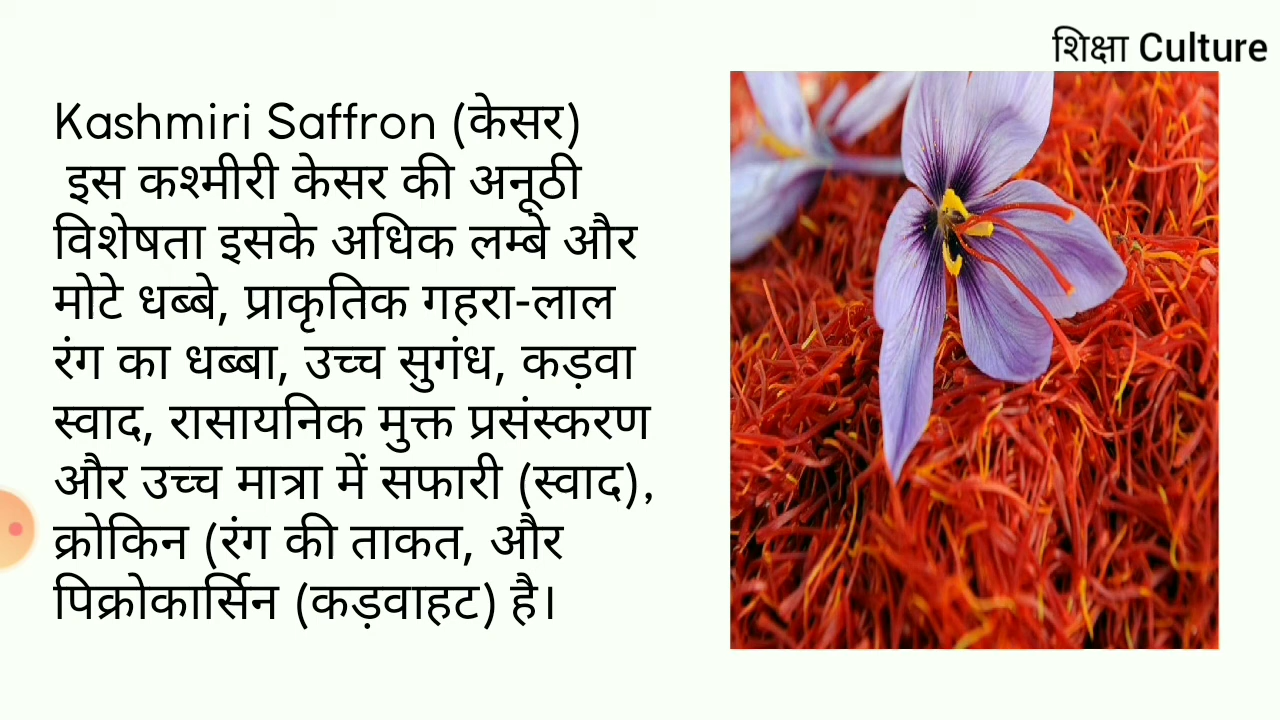 शिक्षा Culture
Kashmiri Saffron (केसर)
इस कश्मीरी केसर की अनूठी
विशेषता इसके अधिक लम्बे और
मोटे धब्बे, प्राकृतिक गहरा-लाल
रंग का धब्बा, उच्च सुगंध, कड़वा
स्वाद, रासायनिक मुक्त प्रसंस्करण
और उच्च मात्रा में सफारी (स्वाद),
क्रोकिन (रंग की ताकत, और
पिक्रोकार्सिन (कड़वाहट) है।